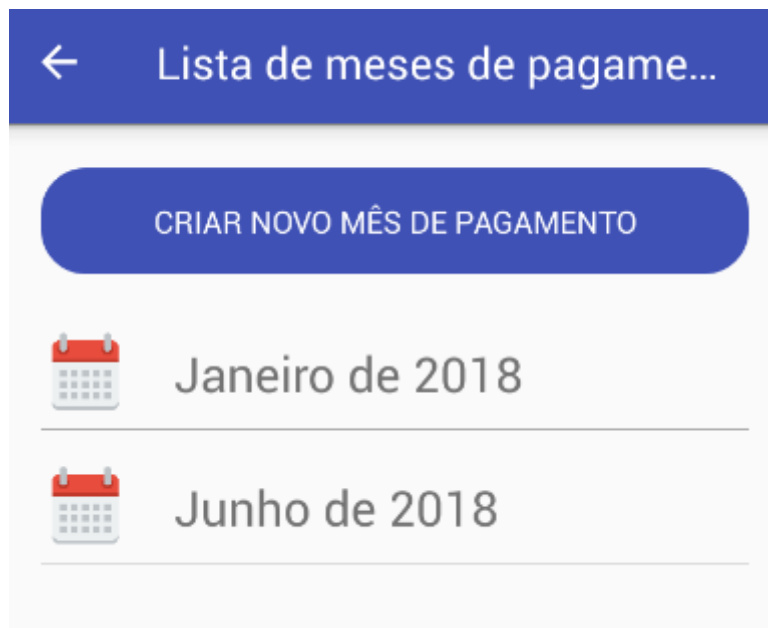 Lista de meses de pagame...
CRIAR NOVO MÊS DE PAGAMENTO
Janeiro de 2018
Junho de 2018